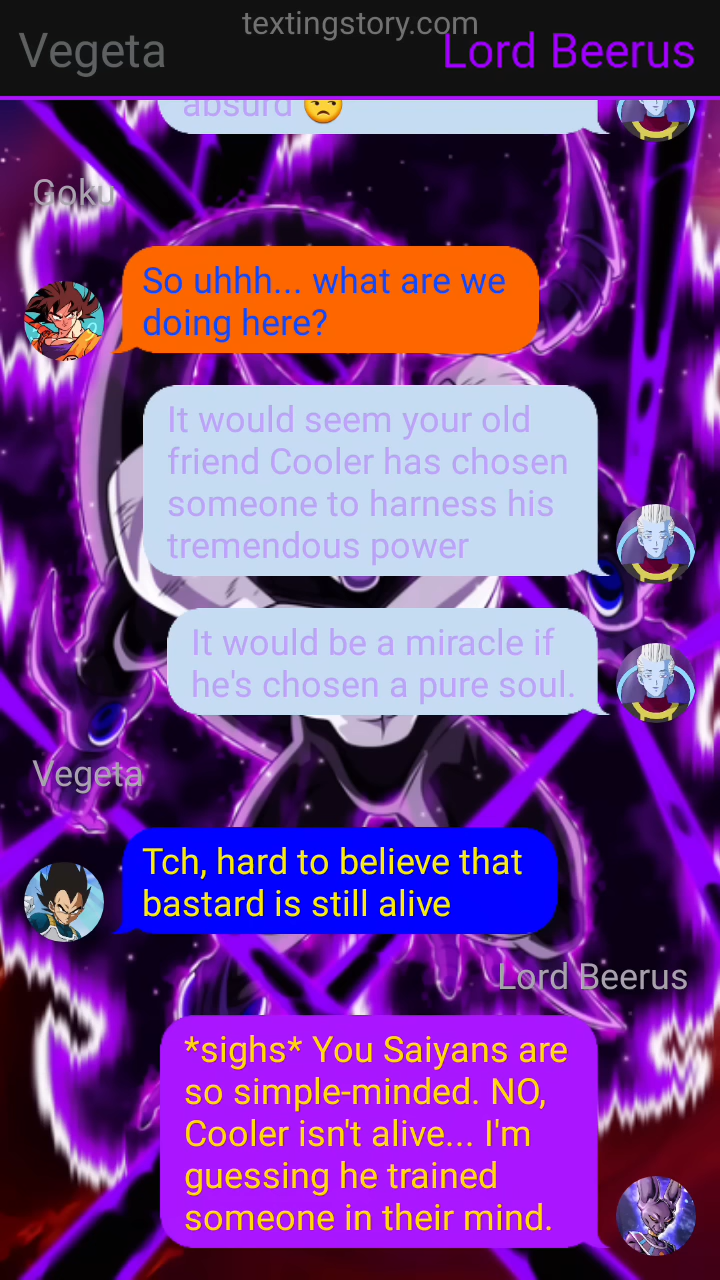 textingstory.com
Vegeta
Lord Beerus
absurd 😒
Goku
So uhhh... what are we
doing here?
It would seem your old
friend Cooler has chosen
someone to harness his
tremendous power
It would be a miracle if
he's chosen a pure soul.
Vegeta
Tch, hard to believe that
bastard is still alive
Lord Beerus
*sighs* You Saiyans are
so simple-minded. NO,
Cooler isn't alive... I'm
guessing he trained
someone in their mind.